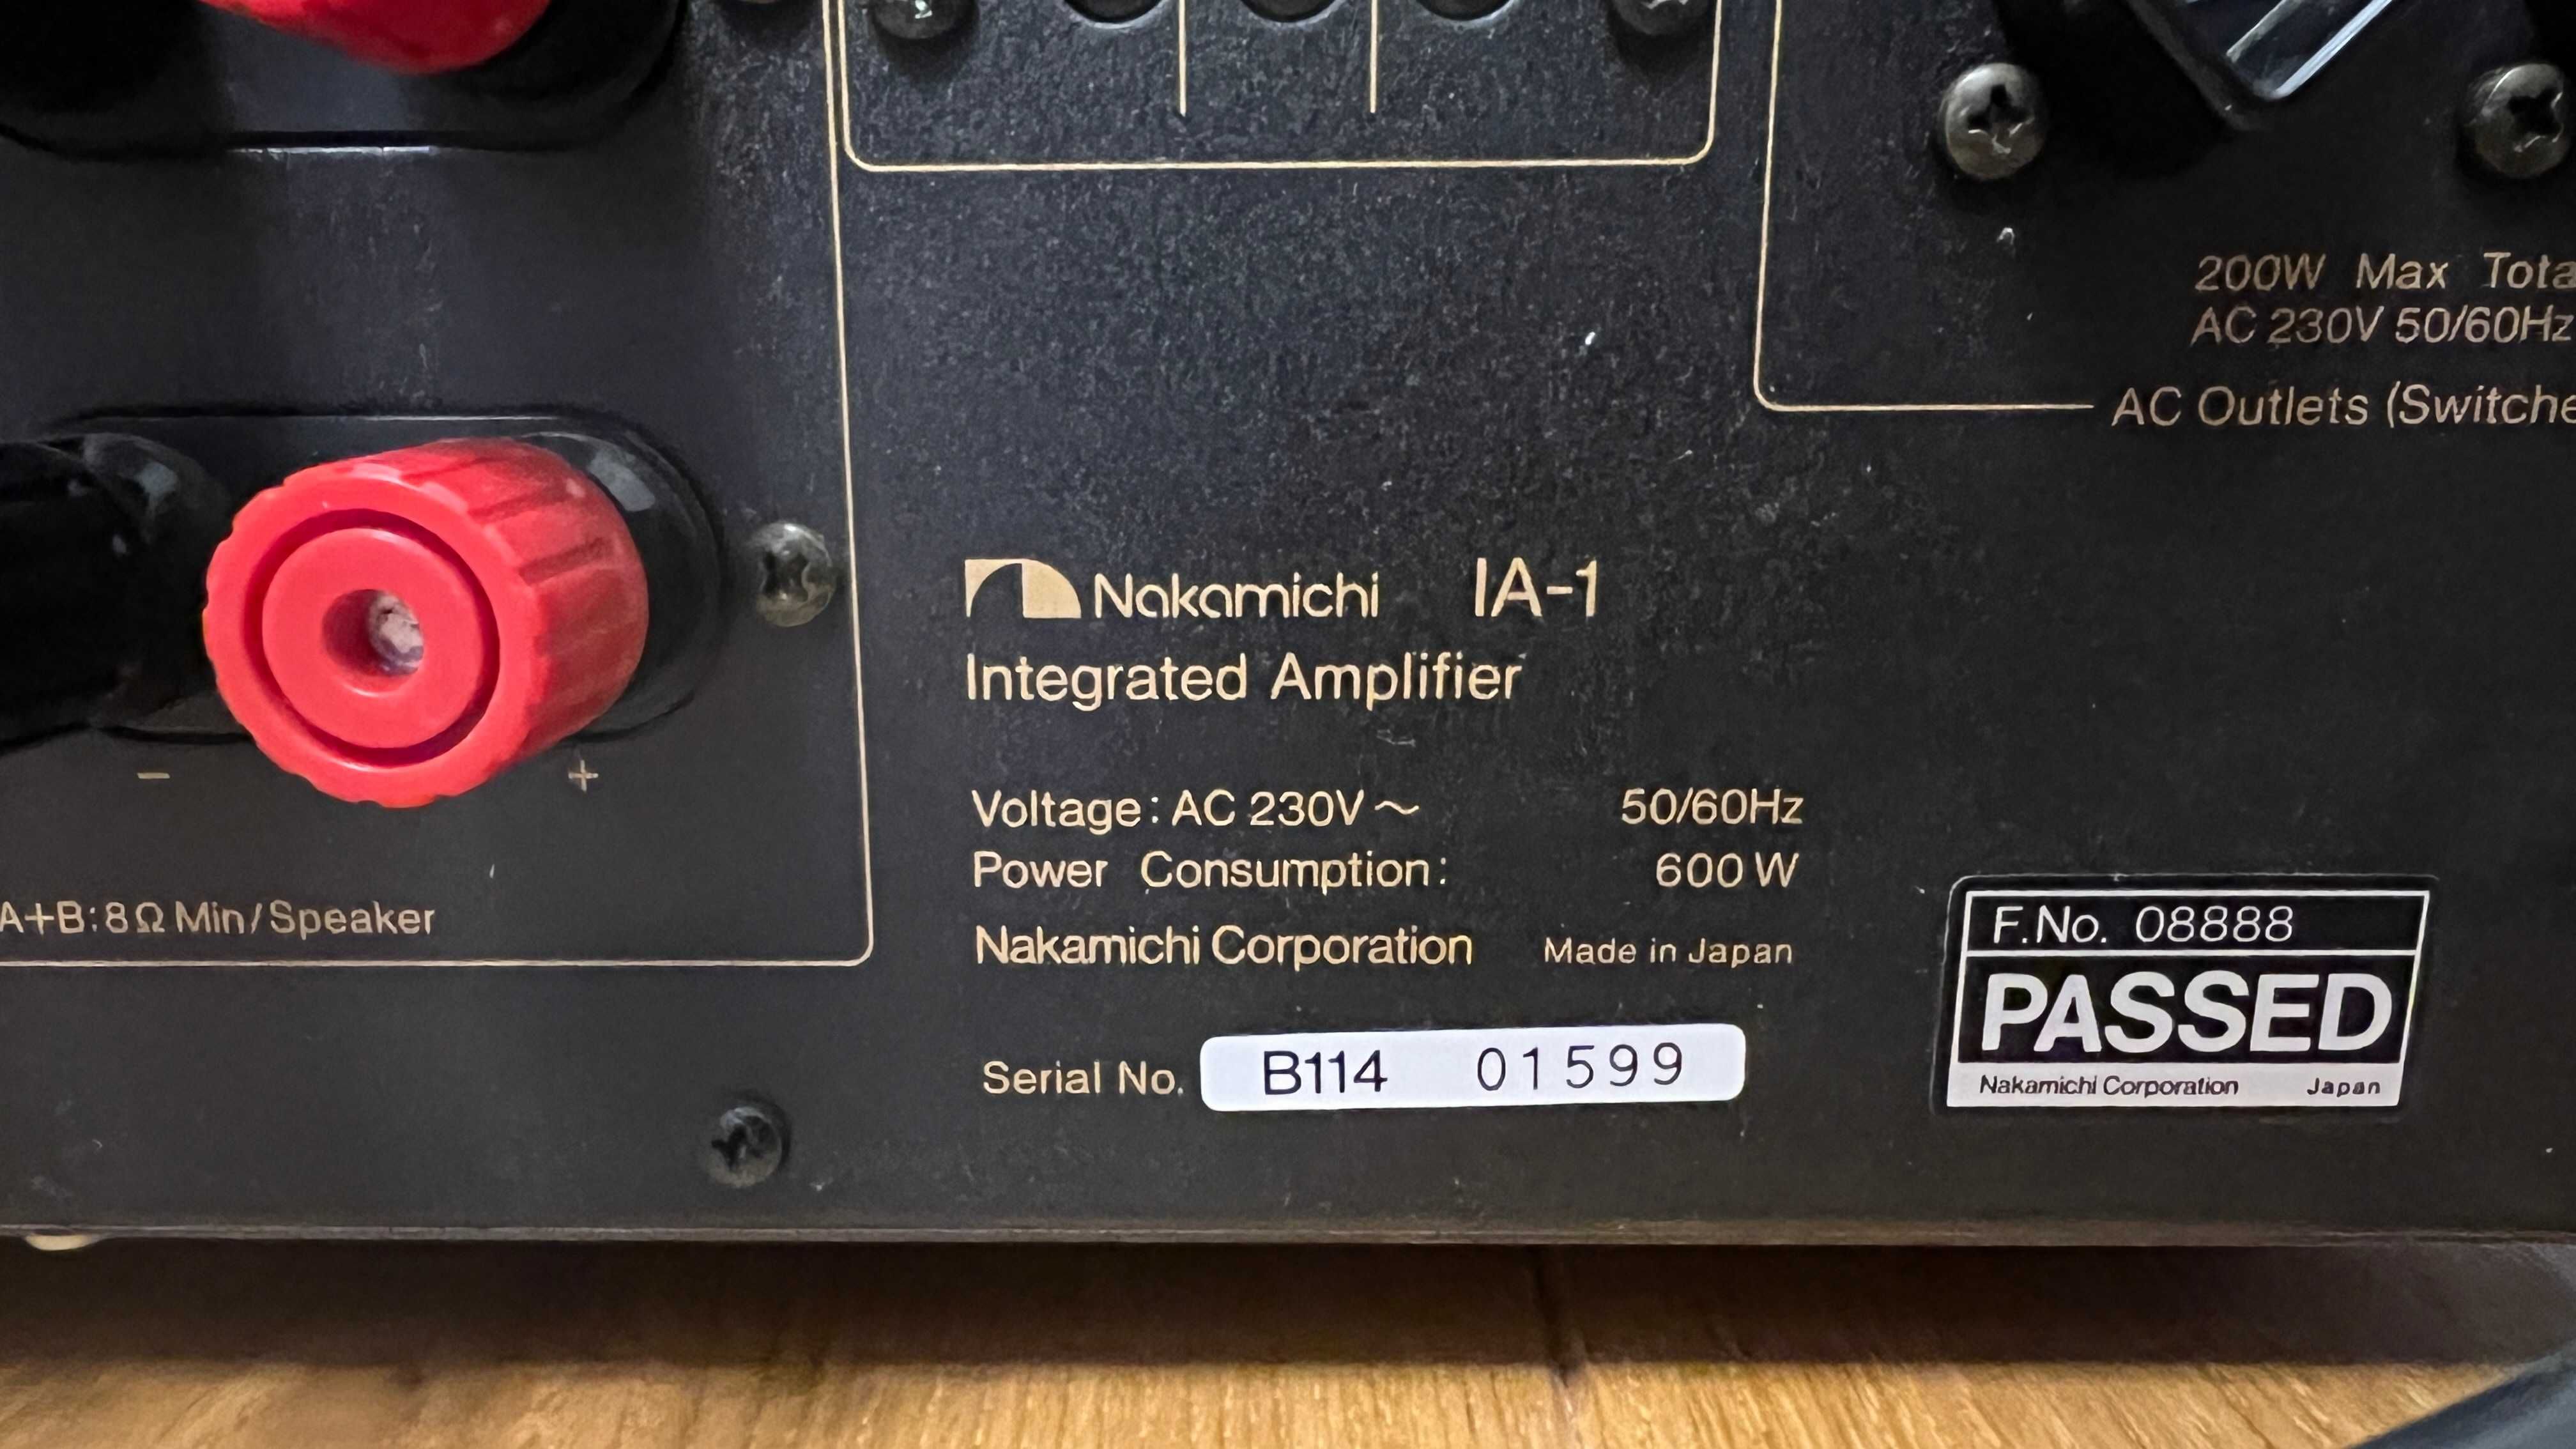 200W Max Tota
AC 230V 50/60Hz
AC Outlets (Switche
Nakamichi IA-1
Integrated Amplifier
− +
Voltage: AC 230V～ 50/60Hz
Power Consumption: 600W
A+B:8Ω Min/Speaker
Nakamichi Corporation Made in Japan
Serial No. B114 01599
F.No. 08888
PASSED
Nakamichi Corporation Japan